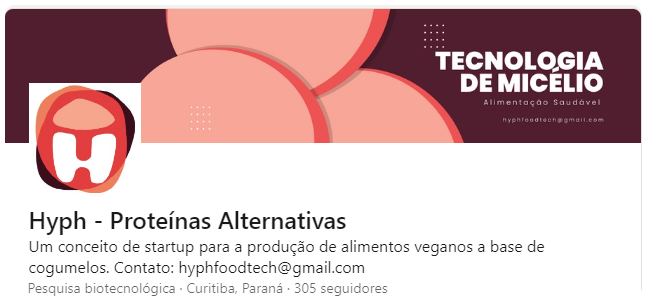 TECNOLOGIA
DE MICÉLIO
Alimentação Saudável
hyphfoodtech@gmail.com
H
Hyph - Proteínas Alternativas
Um conceito de startup para a produção de alimentos veganos a base de
cogumelos. Contato: hyphfoodtech@gmail.com
Pesquisa biotecnológica · Curitiba, Paraná · 305 seguidores